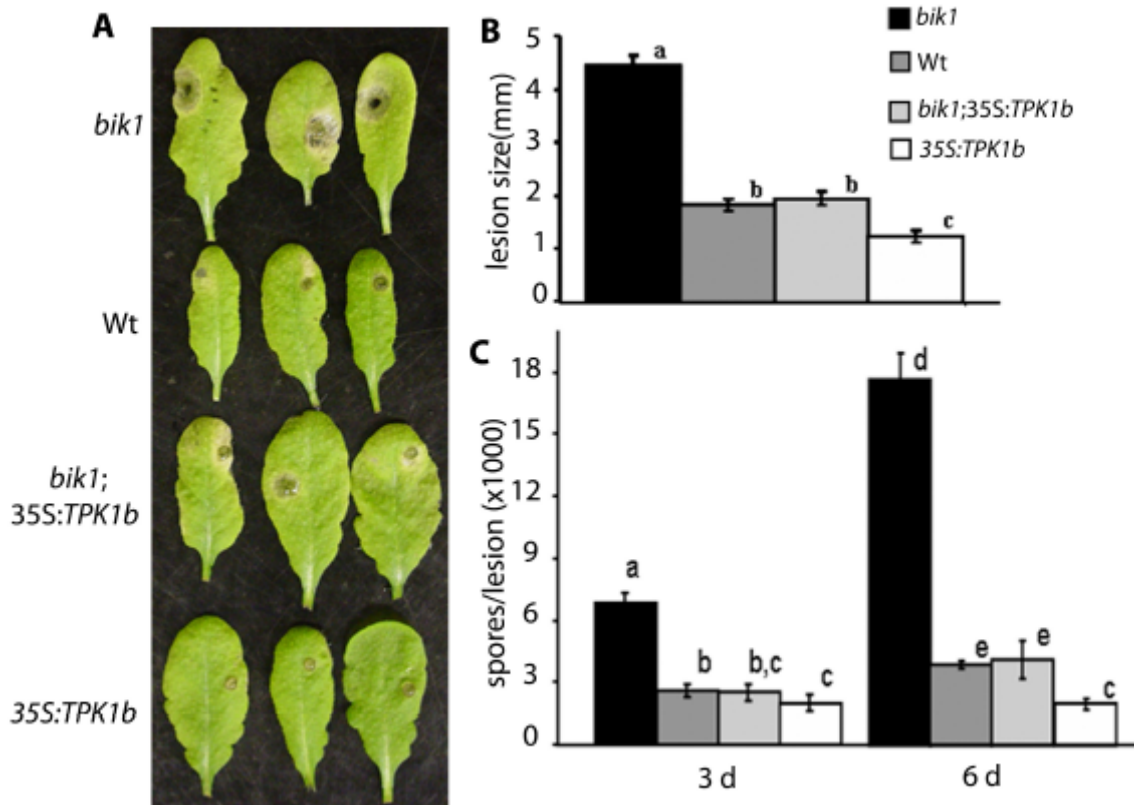 A
bik1
Wt
bik1;
35S:TPK1b
35S:TPK1b
B
bik1
Wt
bik1;35S:TPK1b
35S:TPK1b
lesion size(mm)
5
4
3
2
1
0
a
b
b
c
C
spores/lesion (x1000)
18
15
12
9
6
3
0
a
b
b,c
c
d
e
e
c
3 d
6 d